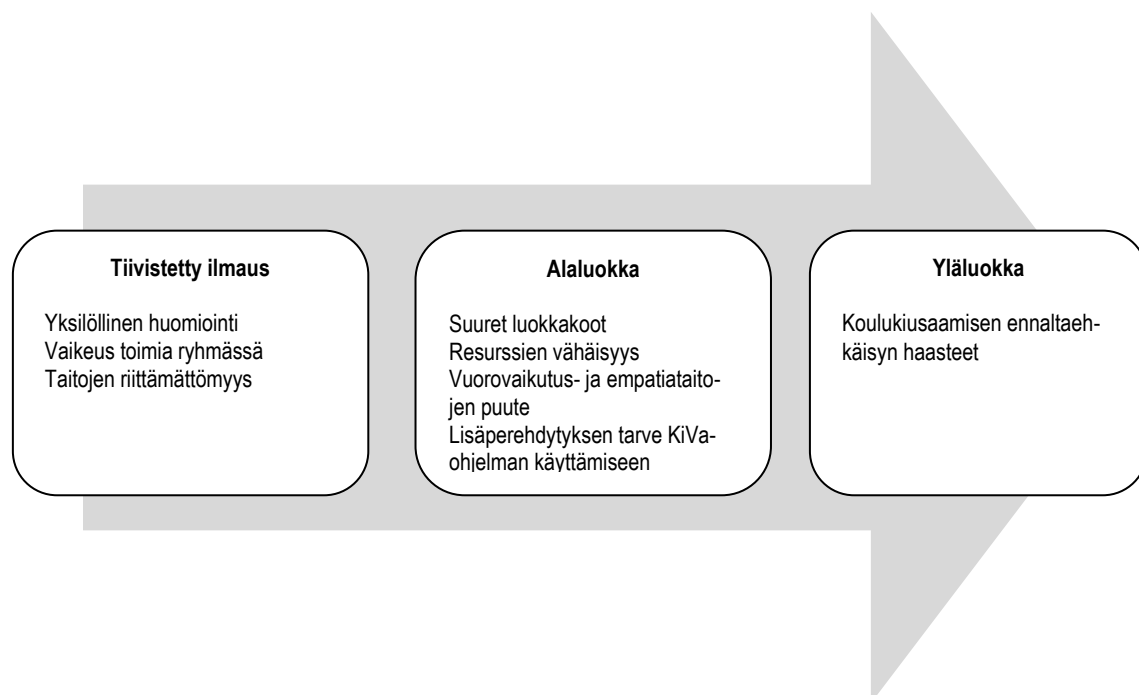 Tiivistetty ilmaus
Yksilöllinen huomiointi
Vaikeus toimia ryhmässä
Taitojen riittämättömyys
Alaluokka
Suuret luokkakoot
Resurssien vähäisyys
Vuorovaikutus- ja empatiataito-
jen puute
Lisäperehdytyksen tarve KiVa-
ohjelman käyttämiseen
Yläluokka
Koulukiusaamisen ennaltaeh-
käisyn haasteet